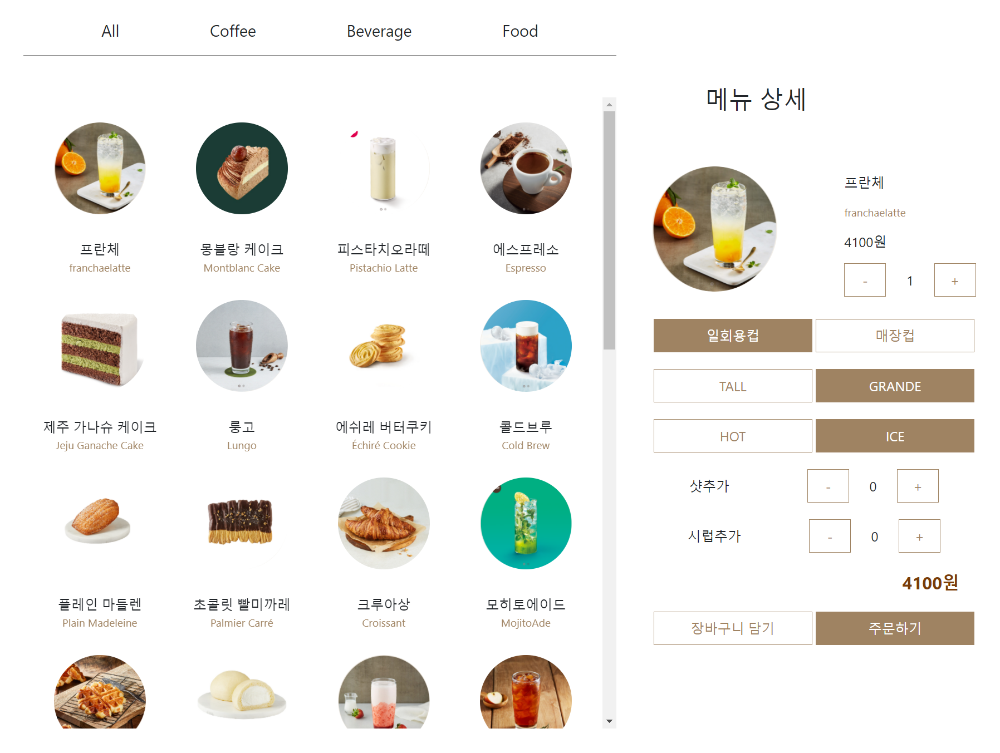 All Coffee Beverage Food
프란체 몽블랑 케이크 피스타치오라떼 에스프레소
franchaelatte Montblanc Cake Pistachio Latte Espresso
제주 가나슈 케이크 룽고 에쉬레 버터쿠키 콜드브루
Jeju Ganache Cake Lungo Échiré Cookie Cold Brew
플레인 마들렌 초콜릿 빨미까레 크루아상 모히토에이드
Plain Madeleine Palmier Carré Croissant MojitoAde
메뉴 상세
프란체
franchaelatte
4100원
- 1 +
일회용컵 매장컵
TALL GRANDE
HOT ICE
샷추가 - 0 +
시럽추가 - 0 +
4100원
장바구니 담기 주문하기